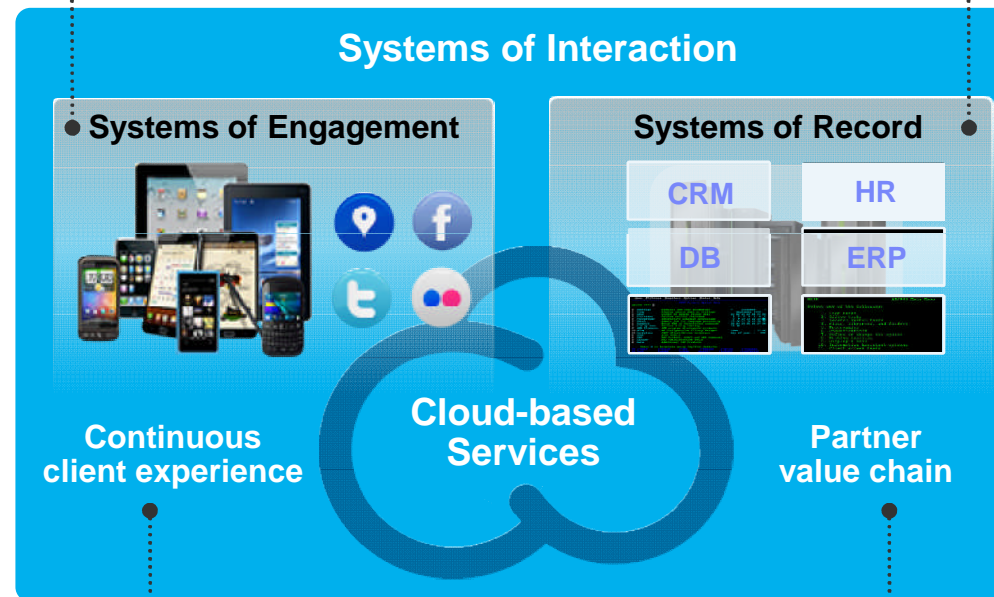 Systems of Interaction
Systems of Engagement
Systems of Record
CRM
HR
DB
ERP
Cloud-based
Services
Continuous
client experience
Partner
value chain